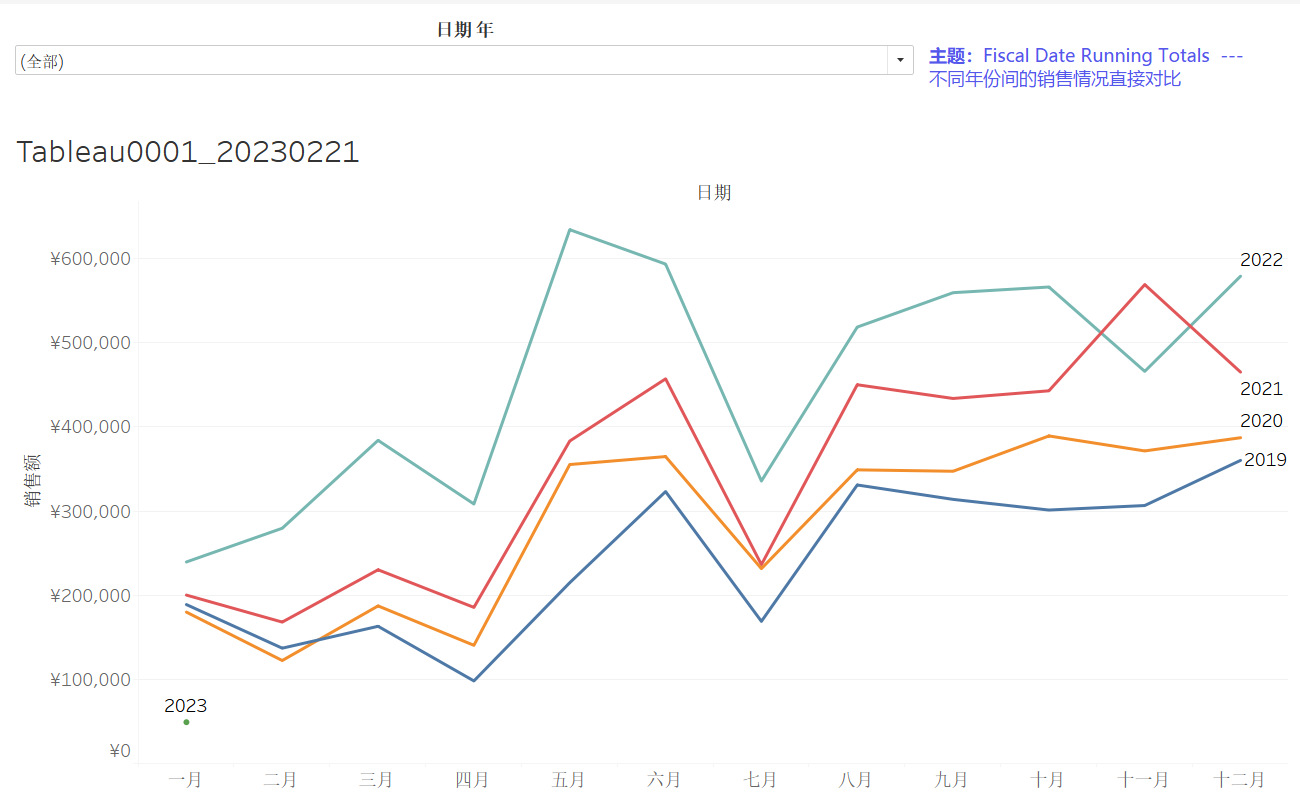 日期 年
(全部)
主题：Fiscal Date Running Totals ---
不同年份间的销售情况直接对比
Tableau0001_20230221
日期
¥600,000
¥500,000
¥400,000
¥300,000
¥200,000
¥100,000
¥0
销售额
2022
2021
2020
2019
2023
一月 二月 三月 四月 五月 六月 七月 八月 九月 十月 十一月 十二月